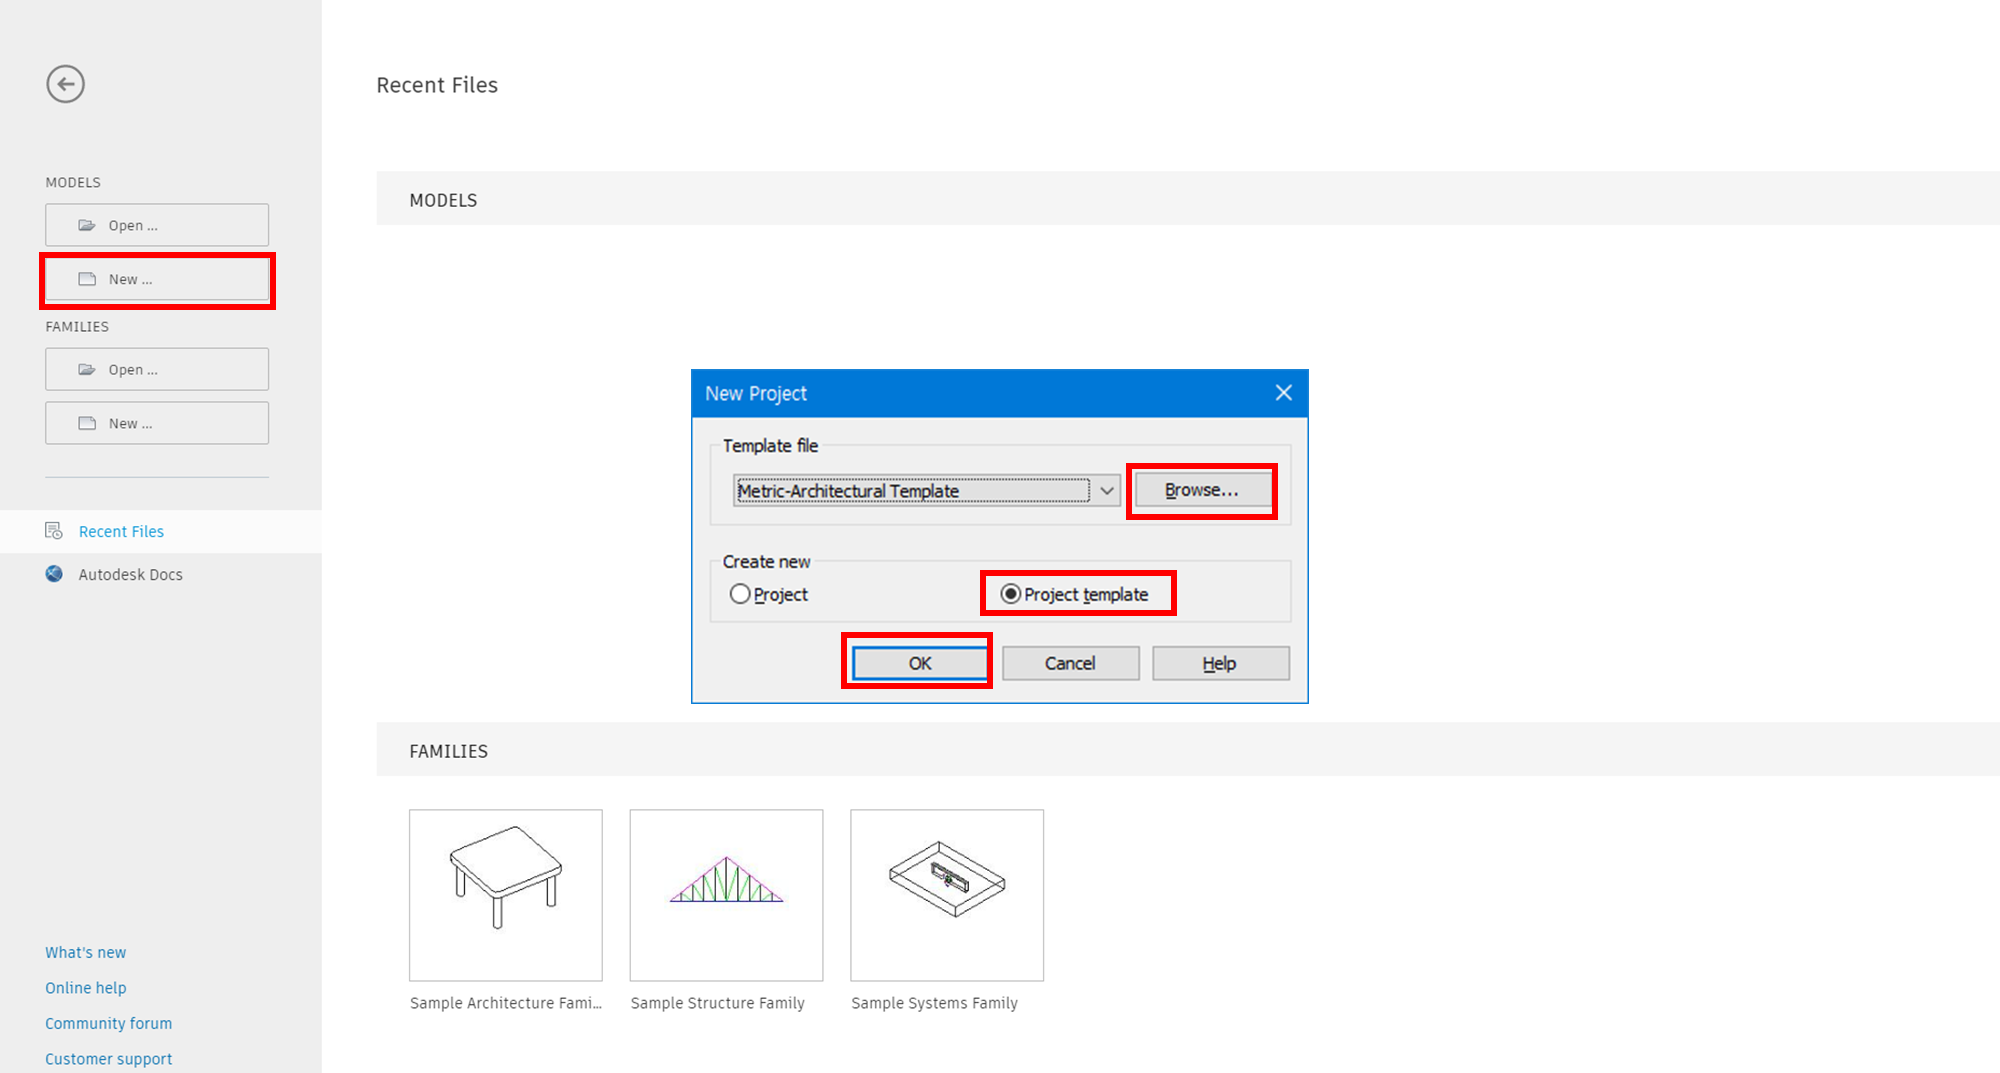 Recent Files
MODELS
Open ...
New ...
FAMILIES
Open ...
New ...
Recent Files
Autodesk Docs
What's new
Online help
Community forum
Customer support
MODELS
New Project
Template file
Metric-Architectural Template
Browse...
Create new
Project
Project template
OK
Cancel
Help
FAMILIES
Sample Architecture Fami...
Sample Structure Family
Sample Systems Family